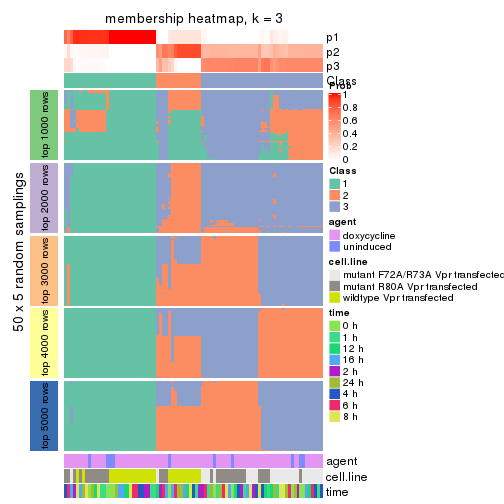 membership heatmap, k = 3
p1
p2
p3
Class
Prob
1
0.8
0.6
0.4
0.2
0
Class
1
2
3
agent
doxycycline
uninduced
cell.line
mutant F72A/R73A Vpr transfected
mutant R80A Vpr transfected
wildtype Vpr transfected
time
0 h
1 h
12 h
16 h
2 h
24 h
4 h
6 h
8 h
50 x 5 random samplings
top 1000 rows
top 2000 rows
top 3000 rows
top 4000 rows
top 5000 rows
agent
cell.line
time